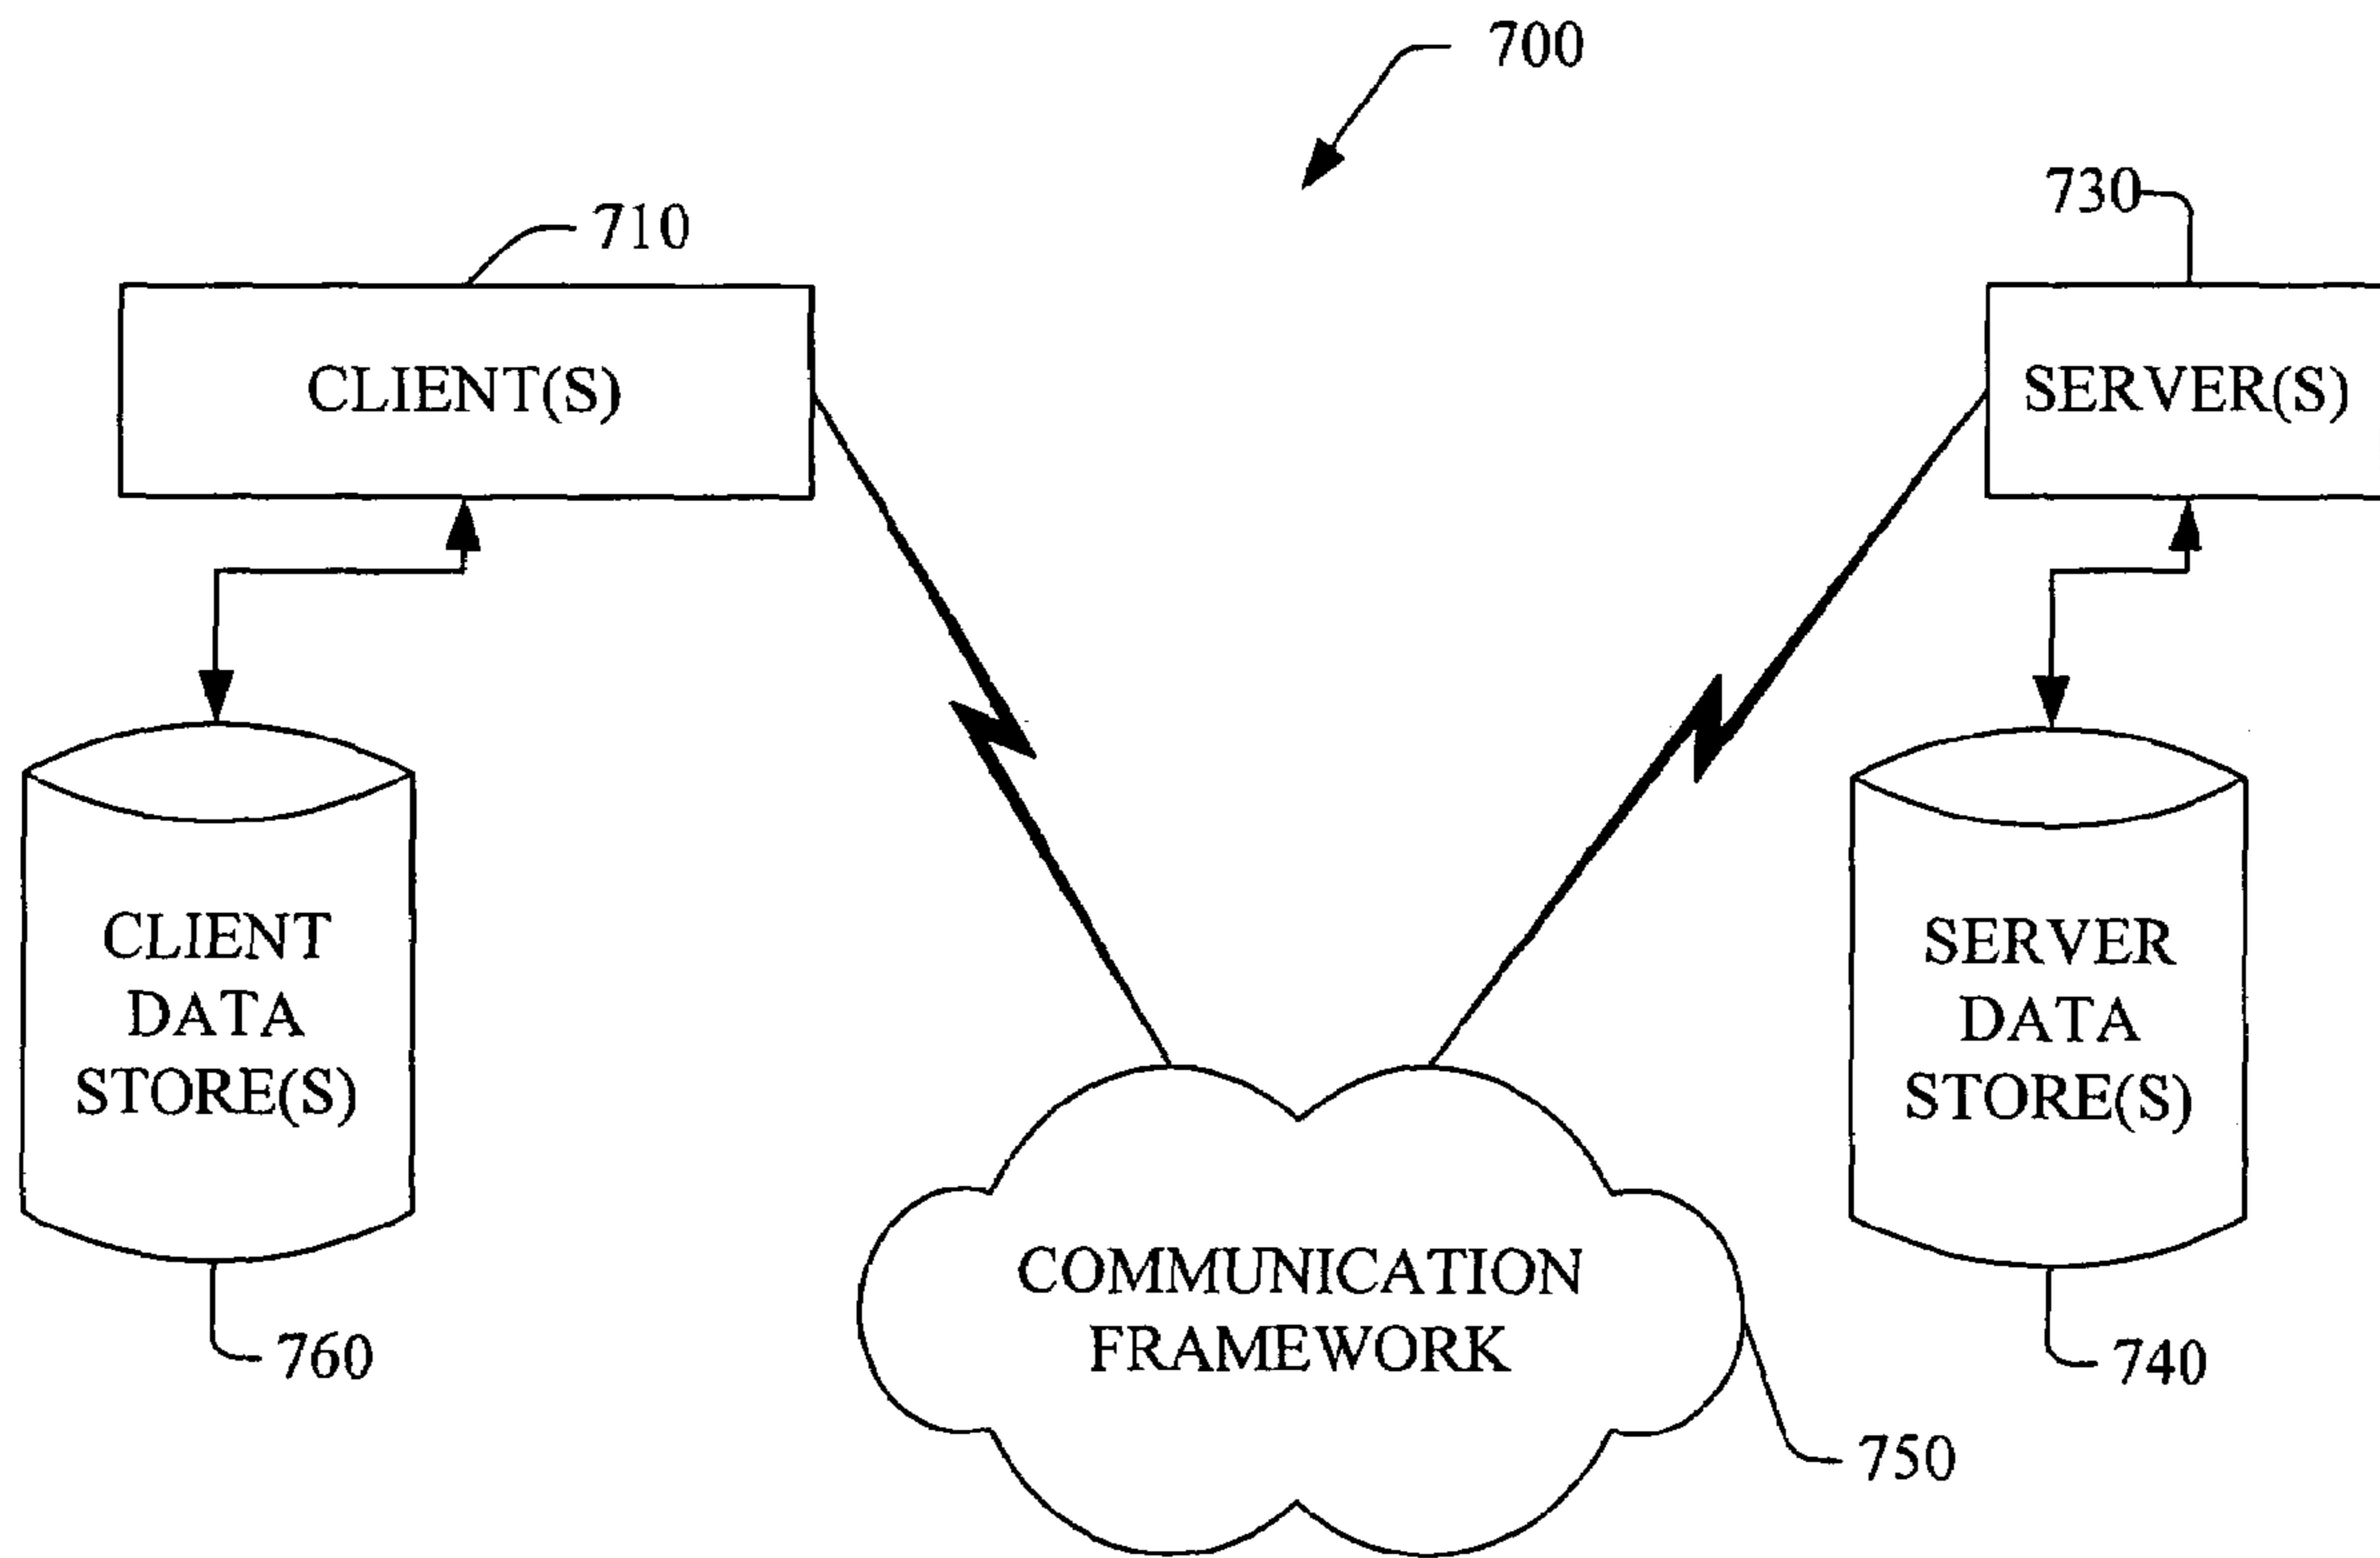 700
710
730
CLIENT(S)
SERVER(S)
CLIENT
DATA
STORE(S)
SERVER
DATA
STORE(S)
COMMUNICATION
FRAMEWORK
760
740
750